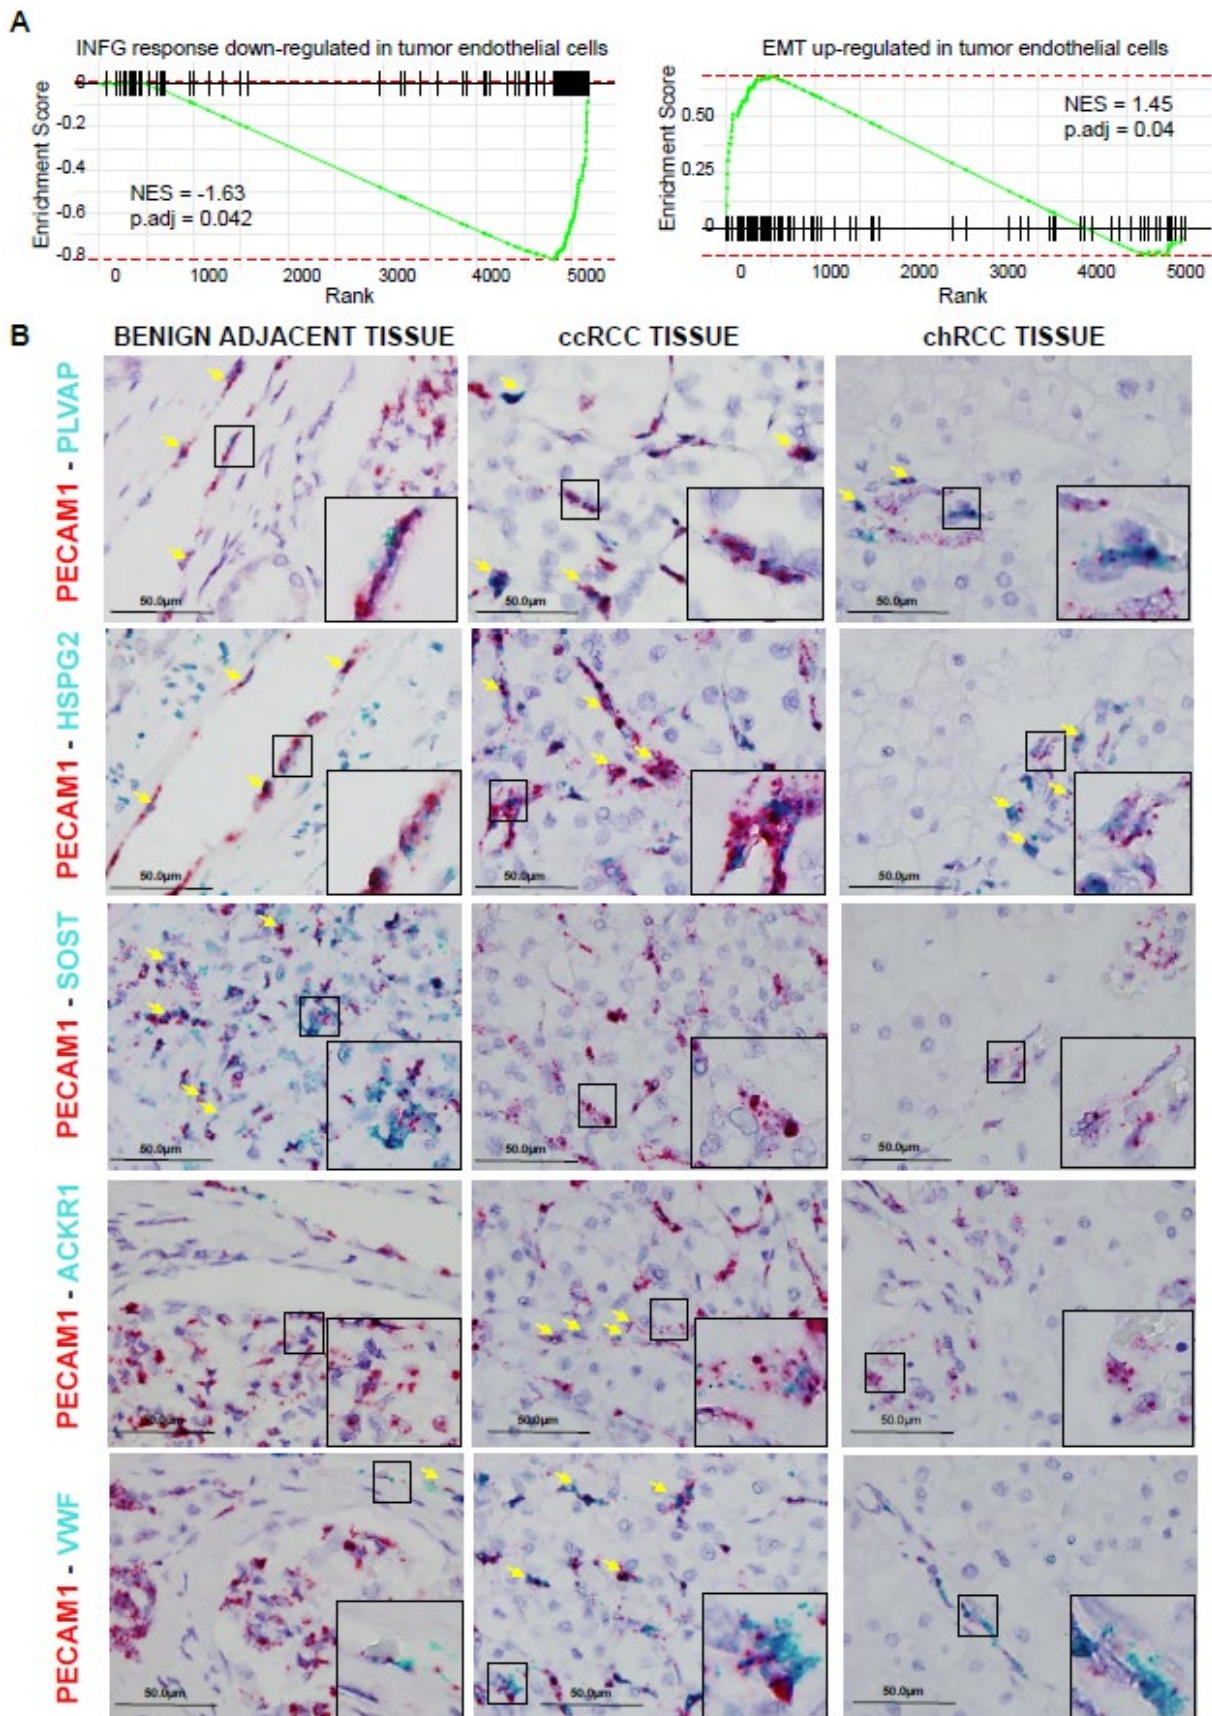 A
INFG response down-regulated in tumor endothelial cells
Enrichment Score
0
-0.2
-0.4
-0.6
-0.8
NES = -1.63
p.adj = 0.042
0 1000 2000 3000 4000 5000
Rank
EMT up-regulated in tumor endothelial cells
Enrichment Score
0.50
0.25
0
NES = 1.45
p.adj = 0.04
0 1000 3000 4000 5000
Rank
B
BENIGN ADJACENT TISSUE ccRCC TISSUE chRCC TISSUE
PECAM1 - PLVAP
50.0µm 50.0µm 50.0µm
PECAM1 - HSPG2
50.0µm 50.0µm 50.0µm
PECAM1 - SOST
50.0µm 50.0µm 50.0µm
PECAM1 - ACKR1
50.0µm 50.0µm 50.0µm
PECAM1 - VWF
50.0µm 50.0µm 50.0µm